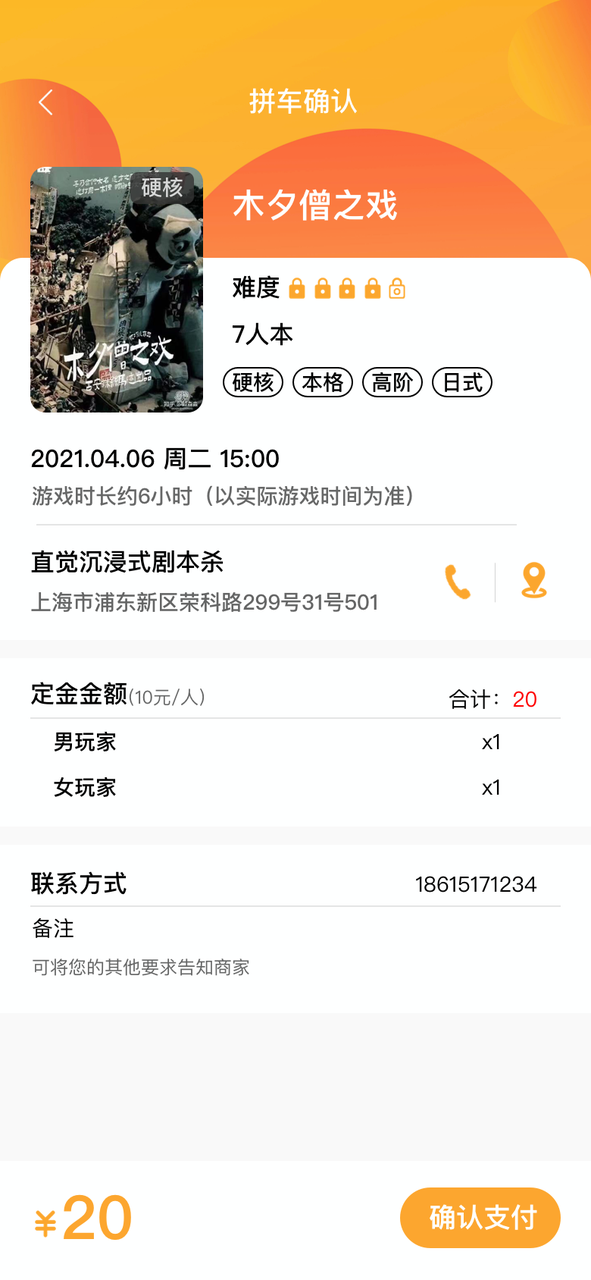 拼车确认
硬核
木夕僧之戏
木夕僧之戏
难度
7人本
硬核 本格 高阶 日式
2021.04.06 周二 15:00
游戏时长约6小时（以实际游戏时间为准）
直觉沉浸式剧本杀
上海市浦东新区荣科路299号31号501
定金金额(10元/人) 合计：20
男玩家 x1
女玩家 x1
联系方式 18615171234
备注
可将您的其他要求告知商家
¥20 确认支付